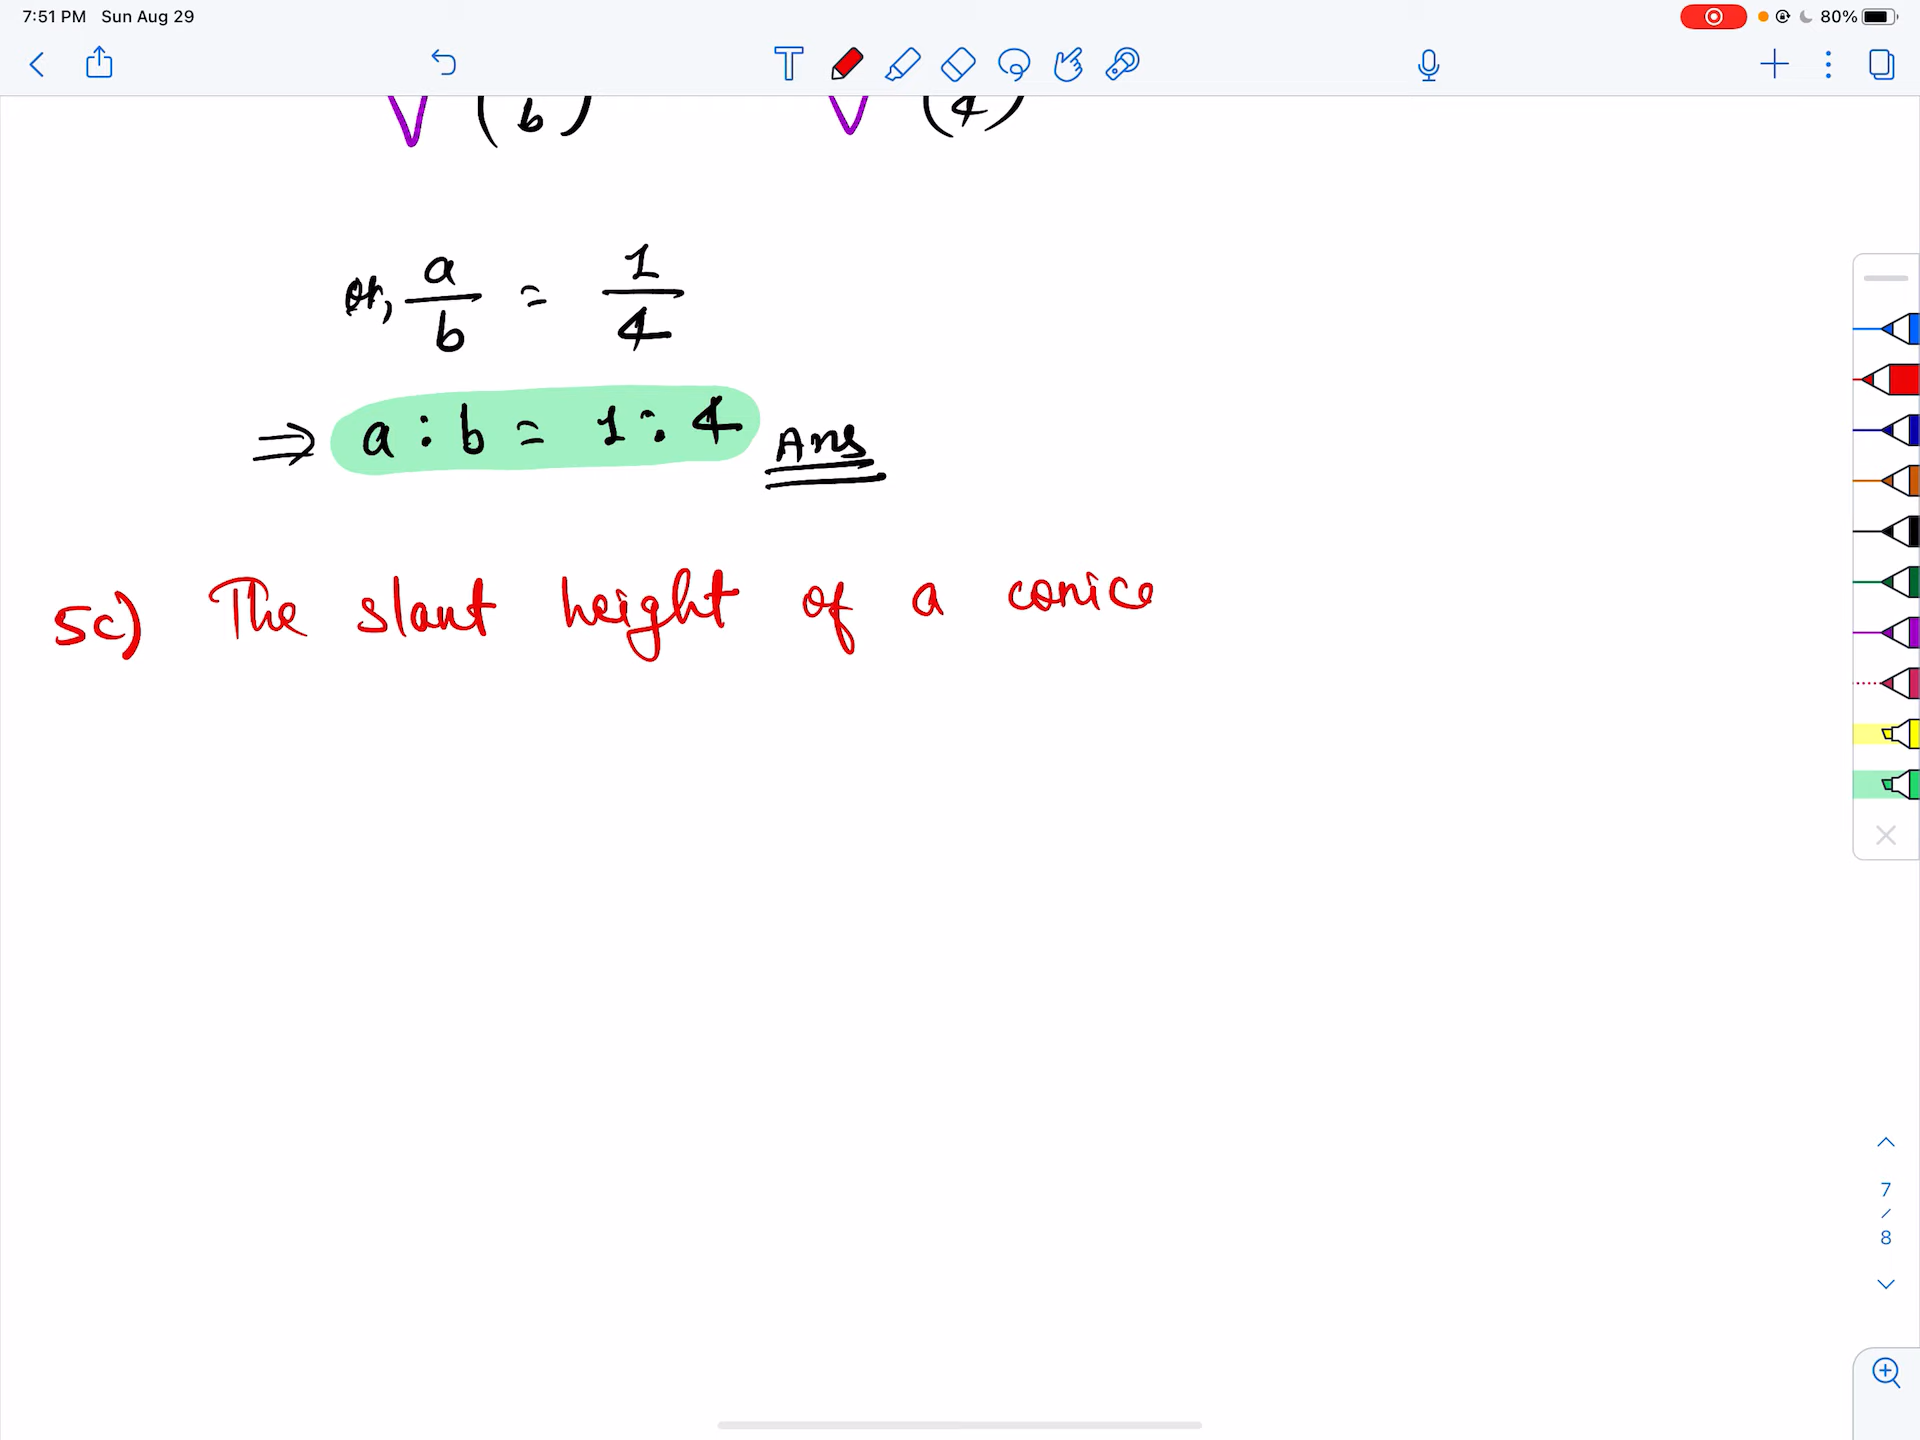 7:51 PM Sun Aug 29
80%
T
(b) (4)
or, a/b = 1/4
⇒ a : b = 1 : 4 Ans
5c) The slant height of a conice
7
/
8